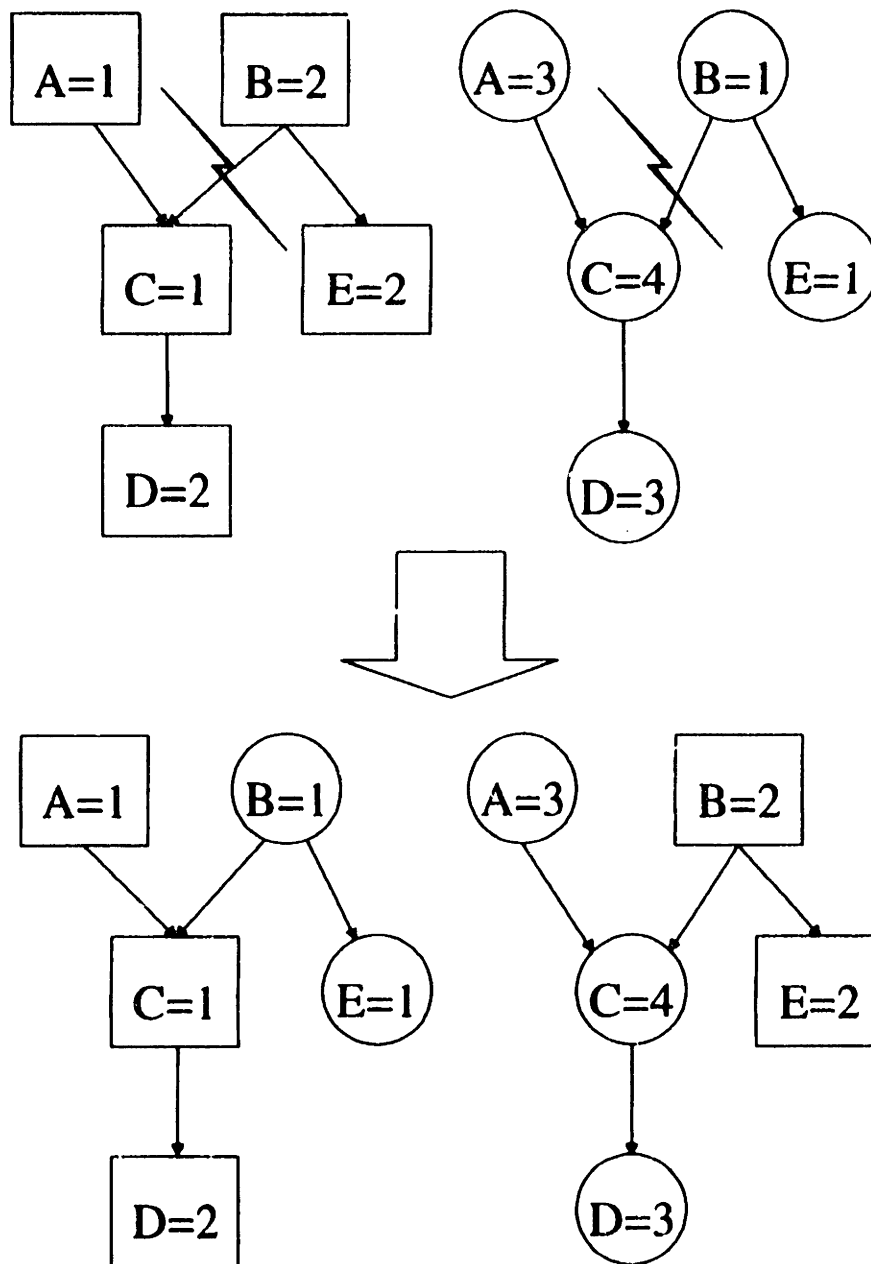 A=1 B=2 A=3 B=1
C=1 E=2 C=4 E=1
D=2 D=3
A=1 B=1 A=3 B=2
C=1 E=1 C=4 E=2
D=2 D=3